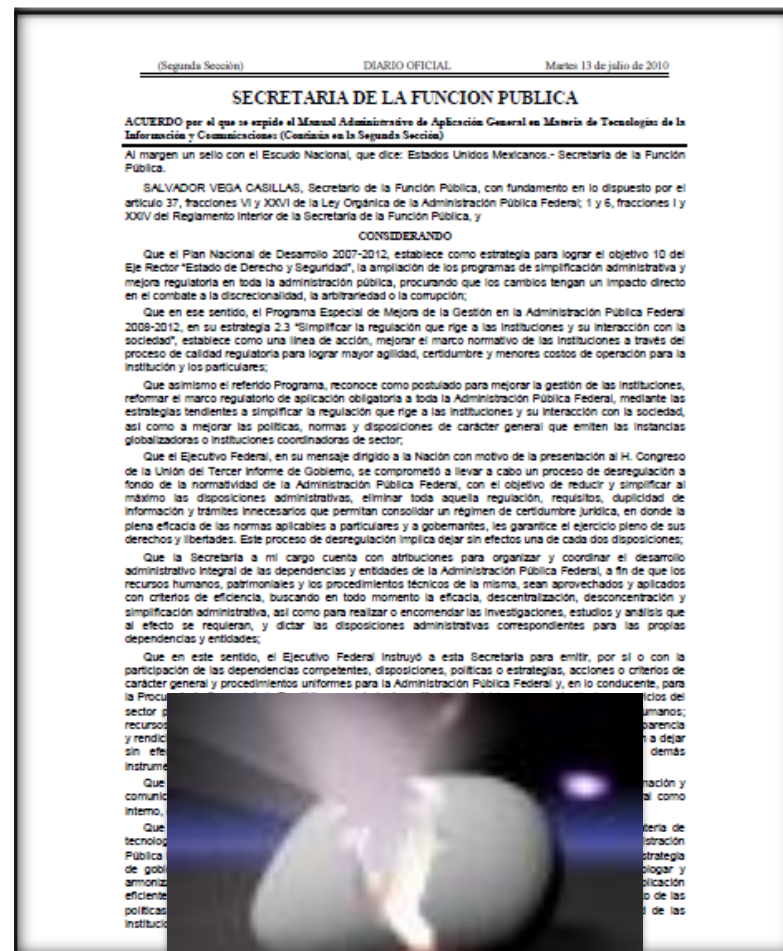 (Segunda Sección) DIARIO OFICIAL Martes 13 de julio de 2010
SECRETARIA DE LA FUNCION PUBLICA
ACUERDO por el que se expide el Manual Administrativo de Aplicación General en Materia de Tecnologías de la
Información y Comunicaciones (Continúa en la Segunda Sección)
Al margen un sello con el Escudo Nacional, que dice: Estados Unidos Mexicanos.- Secretaría de la Función
Pública.
SALVADOR VEGA CASILLAS, Secretario de la Función Pública, con fundamento en lo dispuesto por el
artículo 37, fracciones VI y XXVI de la Ley Orgánica de la Administración Pública Federal; 1 y 6, fracciones I y
XXIV del Reglamento Interior de la Secretaría de la Función Pública, y
CONSIDERANDO
Que el Plan Nacional de Desarrollo 2007-2012, establece como estrategia para lograr el objetivo 10 del
Eje Rector "Estado de Derecho y Seguridad", la ampliación de los programas de simplificación administrativa y
mejora regulatoria en toda la administración pública, procurando que los cambios tengan un impacto directo
en el combate a la discrecionalidad, la arbitrariedad o la corrupción;
Que en ese sentido, el Programa Especial de Mejora de la Gestión en la Administración Pública Federal
2008-2012, en su estrategia 2.3 "Simplificar la regulación que rige a las instituciones y su interacción con la
sociedad", establece como una línea de acción, mejorar el marco normativo de las instituciones a través del
proceso de calidad regulatoria para lograr mayor agilidad, certidumbre y menores costos de operación para la
institución y los particulares;
Que asimismo el referido Programa, reconoce como postulado para mejorar la gestión de las instituciones,
reformar el marco regulatorio de aplicación obligatoria a toda la Administración Pública Federal, mediante las
estrategias tendientes a simplificar la regulación que rige a las instituciones y su interacción con la sociedad,
así como a mejorar las políticas, normas y disposiciones de carácter general que emiten las instancias
globalizadoras o instituciones coordinadoras de sector;
Que el Ejecutivo Federal, en su mensaje dirigido a la Nación con motivo de la presentación al H. Congreso
de la Unión del Tercer Informe de Gobierno, se comprometió a llevar a cabo un proceso de desregulación a
fondo de la normatividad de la Administración Pública Federal, con el objetivo de reducir y simplificar al
máximo las disposiciones administrativas, eliminar toda aquella regulación, requisitos, duplicidad de
información y trámites innecesarios que permitan consolidar un régimen de certidumbre jurídica, en donde la
plena eficacia de las normas aplicables a particulares y a gobernantes, les garantice el ejercicio pleno de sus
derechos y libertades. Este proceso de desregulación implica dejar sin efectos una de cada dos disposiciones;
Que la Secretaría a mi cargo cuenta con atribuciones para organizar y coordinar el desarrollo
administrativo integral de las dependencias y entidades de la Administración Pública Federal, a fin de que los
recursos humanos, patrimoniales y los procedimientos técnicos de la misma, sean aprovechados y aplicados
con criterios de eficiencia, buscando en todo momento la eficacia, descentralización, desconcentración y
simplificación administrativa, así como para realizar o encomendar las investigaciones, estudios y análisis que
al efecto se requieran, y dictar las disposiciones administrativas correspondientes para las propias
dependencias y entidades;
Que en este sentido, el Ejecutivo Federal instruyó a esta Secretaría para emitir, por sí o con la
participación de las dependencias competentes, disposiciones, políticas o estrategias, acciones o criterios de
carácter general y procedimientos uniformes para la Administración Pública Federal y, en lo conducente, para
la
sector
recursos
y a dejar
sin demás
Que y
como
Que de
Pública
de y
eficiente de las
políticas de las